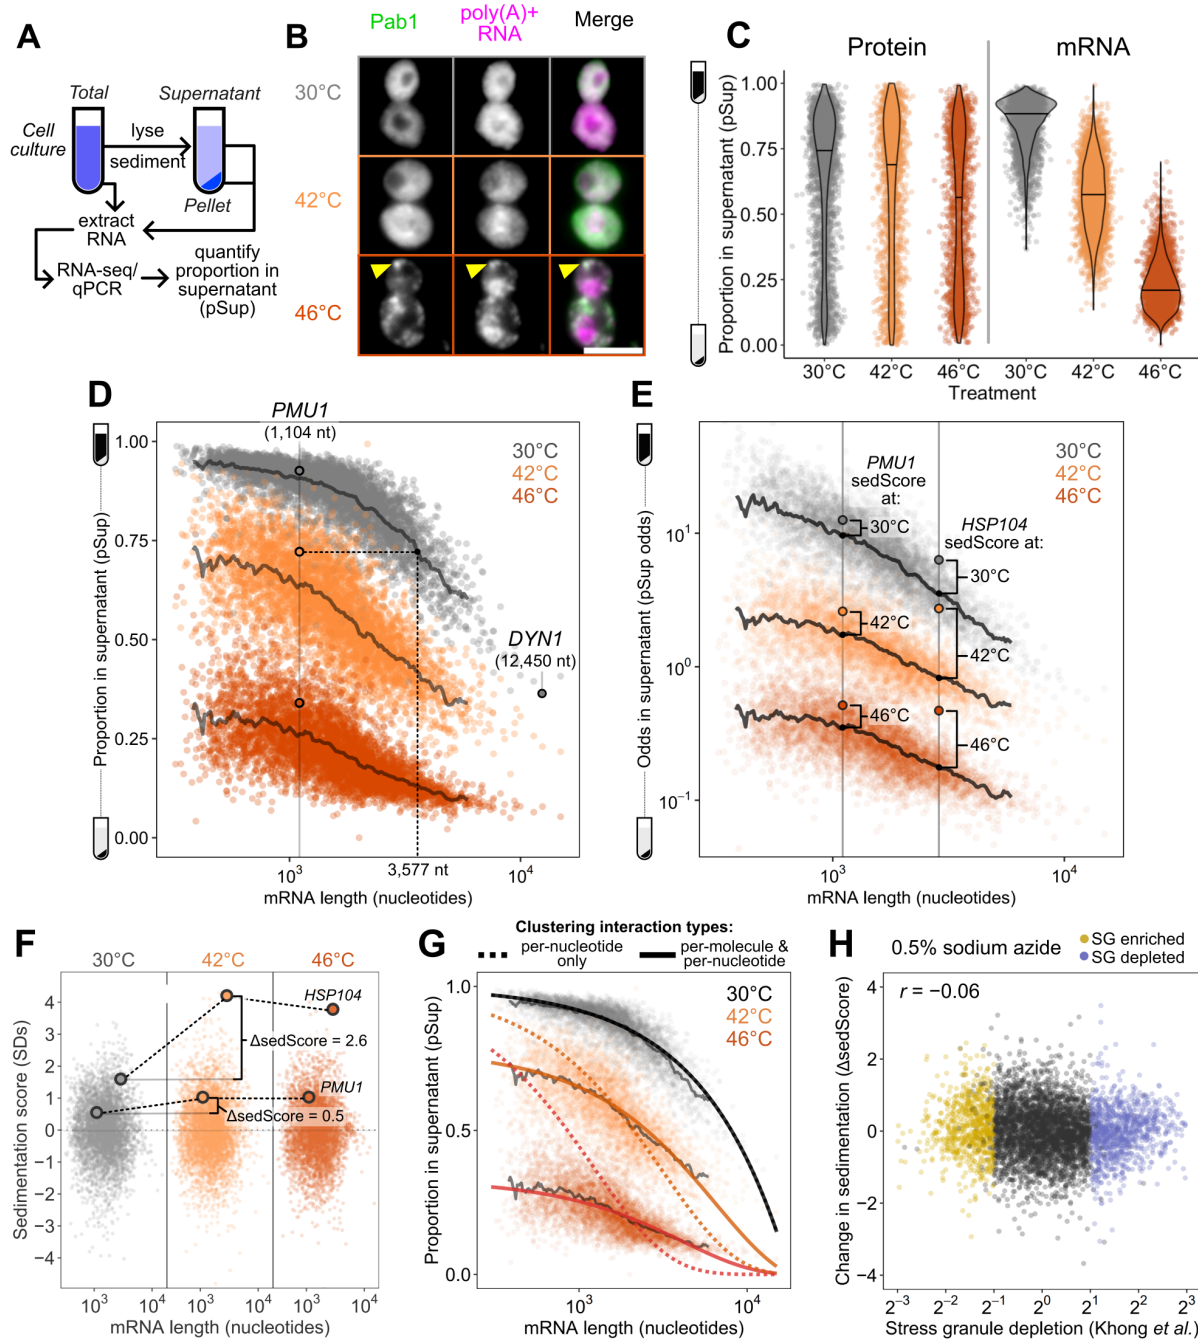 A
Total
Supernatant
Cell
culture
lyse
sediment
Pellet
extract
RNA
RNA-seq/
qPCR
quantify
proportion in
supernatant
(pSup)
B
Pab1
poly(A)+
RNA
Merge
30°C
42°C
46°C
C
Protein
mRNA
Proportion in supernatant (pSup)
1.00
0.75
0.50
0.25
0.00
30°C 42°C 46°C 30°C 42°C 46°C
Treatment
D
PMU1
(1,104 nt)
30°C
42°C
46°C
DYN1
(12,450 nt)
Proportion in supernatant (pSup)
1.00
0.75
0.50
0.25
0.00
10³
3,577 nt
10⁴
mRNA length (nucleotides)
E
30°C
42°C
46°C
PMU1
sedScore
at:
30°C
42°C
46°C
HSP104
sedScore at:
30°C
42°C
46°C
Odds in supernatant (pSup odds)
10¹
10⁰
10⁻¹
10³ 10⁴
mRNA length (nucleotides)
F
30°C 42°C 46°C
HSP104
ΔsedScore = 2.6
PMU1
ΔsedScore = 0.5
Sedimentation score (SDs)
4
3
2
1
0
−1
−2
−3
−4
10³ 10⁴ 10³ 10⁴ 10³ 10⁴
mRNA length (nucleotides)
G
Clustering interaction types:
per-nucleotide
only
per-molecule &
per-nucleotide
30°C
42°C
46°C
Proportion in supernatant (pSup)
1.0
0.5
0.0
10³ 10⁴
mRNA length (nucleotides)
H
0.5% sodium azide
SG enriched
SG depleted
r = −0.06
Change in sedimentation (ΔsedScore)
4
2
0
−2
−4
2⁻³ 2⁻² 2⁻¹ 2⁰ 2¹ 2² 2³
Stress granule depletion (Khong et al.)